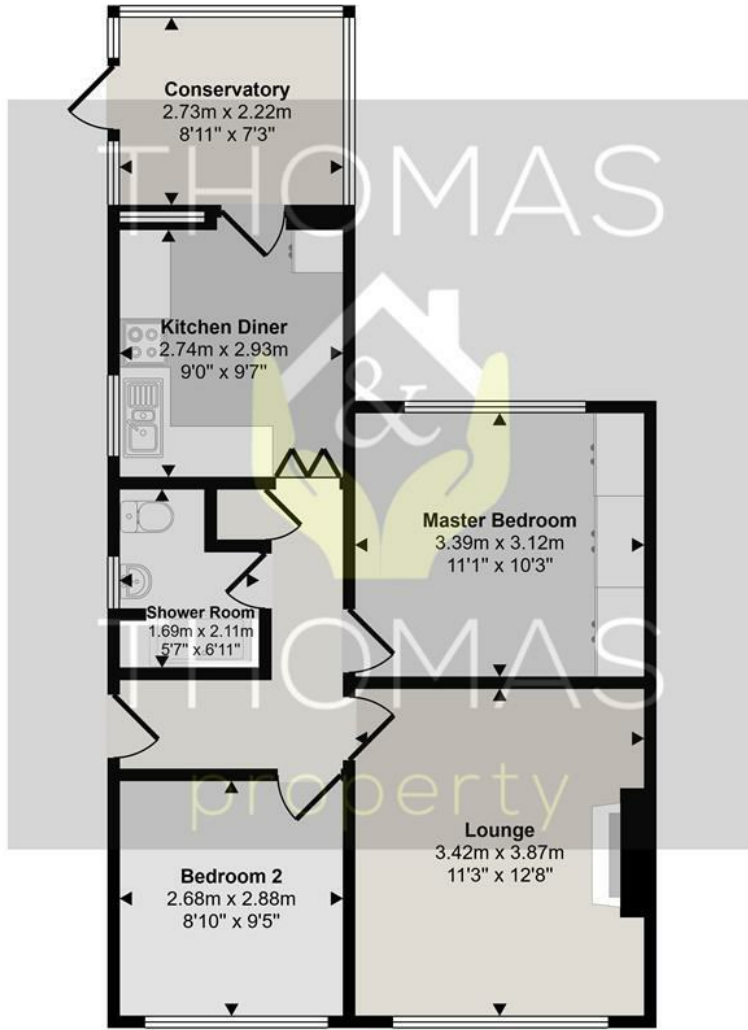 Conservatory
2.73m x 2.22m
8'11" x 7'3"
THOMAS
Kitchen Diner
2.74m x 2.93m
9'0" x 9'7"
&
Master Bedroom
3.39m x 3.12m
11'1" x 10'3"
Shower Room
1.69m x 2.11m
5'7" x 6'11"
THOMAS
property
Lounge
3.42m x 3.87m
11'3" x 12'8"
Bedroom 2
2.68m x 2.88m
8'10" x 9'5"